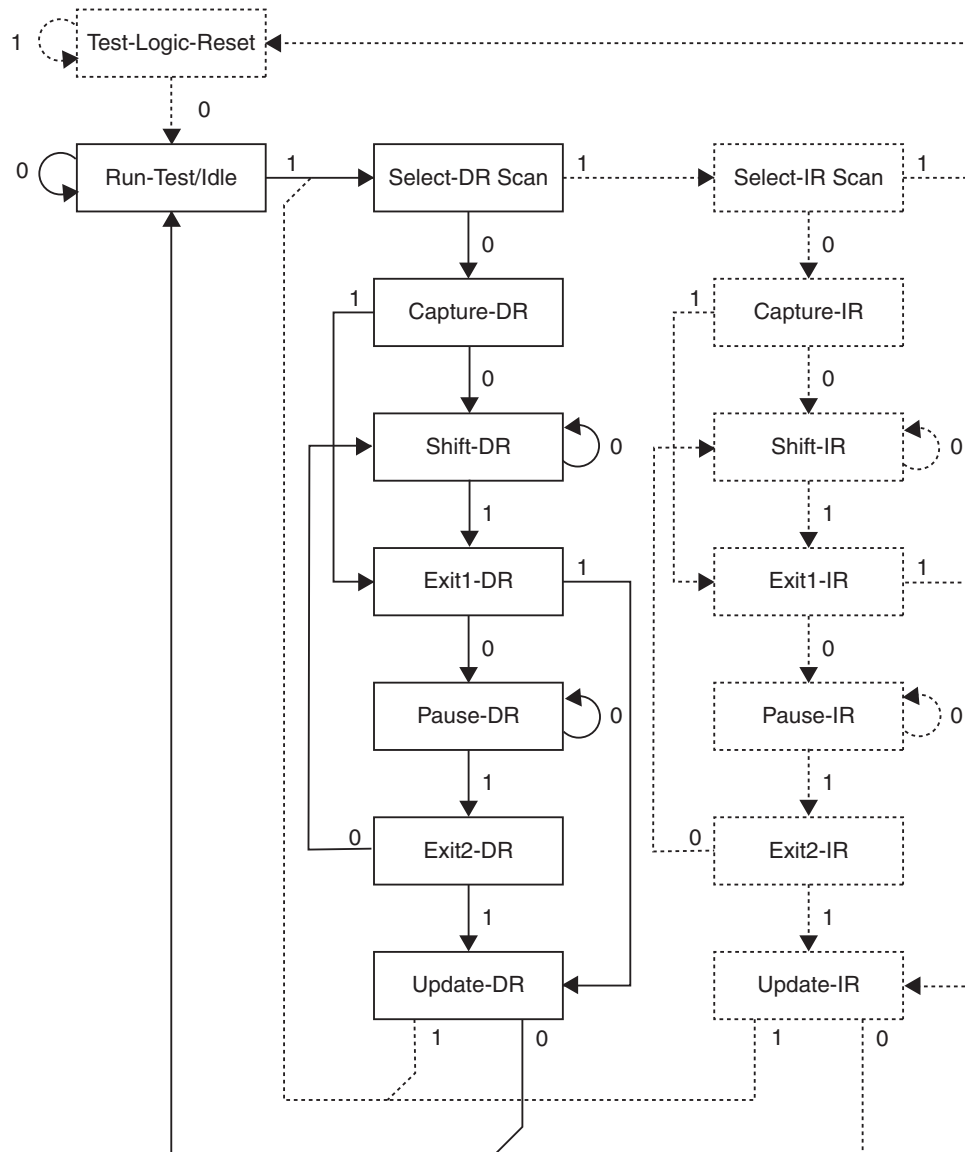 1 Test-Logic-Reset
0
0 Run-Test/Idle 1 Select-DR Scan 1 Select-IR Scan 1
0 0
1 Capture-DR 1 Capture-IR
0 0
Shift-DR 0 Shift-IR 0
1 1
Exit1-DR 1 Exit1-IR 1
0 0
Pause-DR 0 Pause-IR 0
1 1
0 Exit2-DR 0 Exit2-IR
1 1
Update-DR Update-IR
1 0 1 0